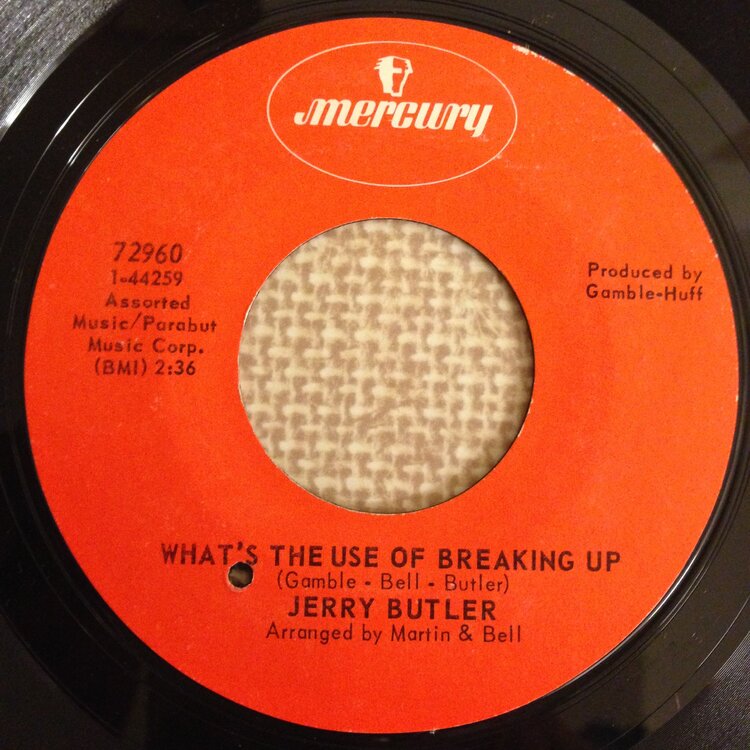 mercury
72960
1-44259
Assorted
Music/Parabut
Music Corp.
(BMI) 2:36
Produced by
Gamble-Huff
WHAT'S THE USE OF BREAKING UP
(Gamble - Bell - Butler)
JERRY BUTLER
Arranged by Martin & Bell